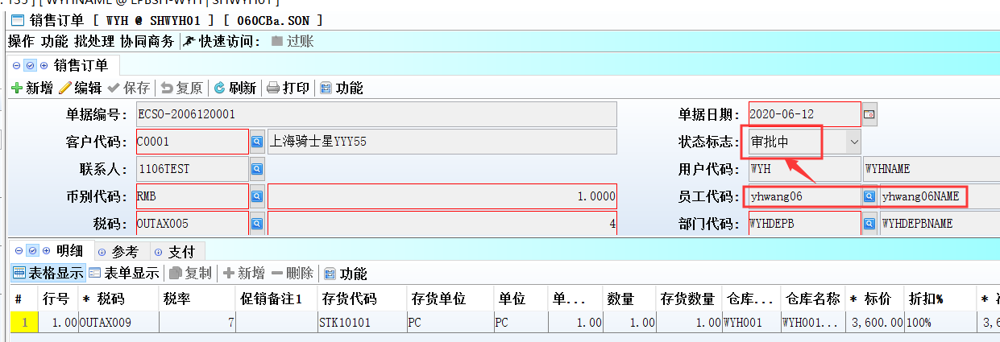 销售订单 [ WYH @ SHWYH01 ] [ 060CBa.SON ]
操作 功能 批处理 协同商务 快速访问: 过账
销售订单
新增 编辑 保存 复原 刷新 打印 功能
单据编号: ECSO-2006120001 单据日期: 2020-06-12
客户代码: C0001 上海骑士星YYY55 状态标志: 审批中
联系人: 1106TEST 用户代码: WYH WYHNAME
币别代码: RMB 1.0000 员工代码: yhwang06 yhwang06NAME
税码: OUTAX005 4 部门代码: WYHDEPB WYHDEPBNAME
明细 参考 支付
表格显示 表单显示 复制 新增 删除 功能
# 行号 * 税码 税率 促销备注1 存货代码 存货单位 单位 单... 数量 存货数量 仓库... 仓库名称 * 标价 折扣% *
1 1.00 OUTAX009 7 STK10101 PC PC 1.00 1.00 1.00 WYH001 WYH001... 3,600.00 100% 3,6